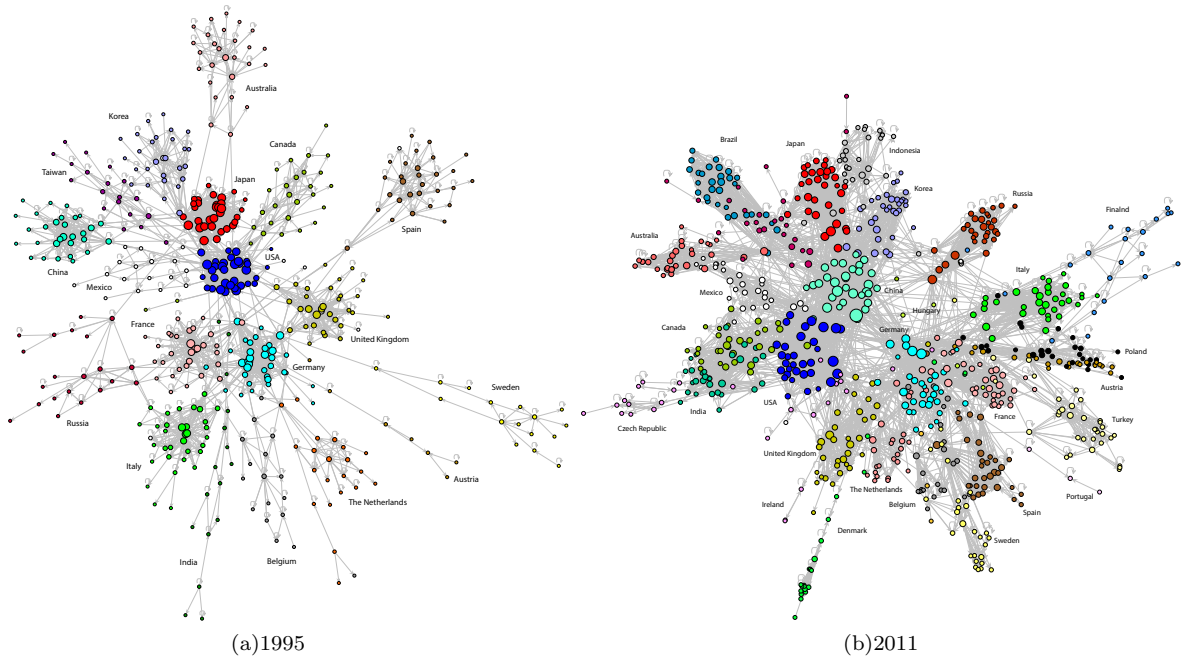 Australia
Korea
Canada
Taiwan
Japan
Spain
China
USA
Mexico
France
United Kingdom
Germany
Sweden
Russia
Italy
Austria
The Netherlands
India
Belgium
(a)1995
Brazil
Japan
Indonesia
Korea
Russia
Finalnd
Australia
Italy
Mexico
China
Hungary
Canada
Germany
Poland
Austria
USA
India
France
Turkey
Czech Republic
United Kingdom
The Netherlands
Portugal
Ireland
Belgium
Spain
Denmark
Sweden
(b)2011